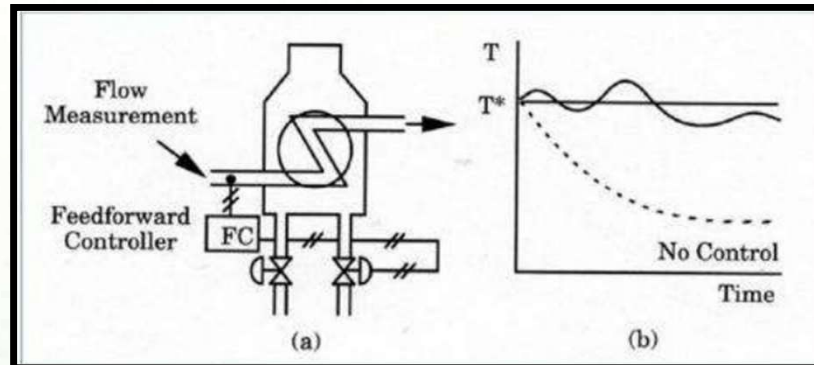 Flow
Measurement
Feedforward
Controller
FC
(a)
T
T*
No Control
Time
(b)